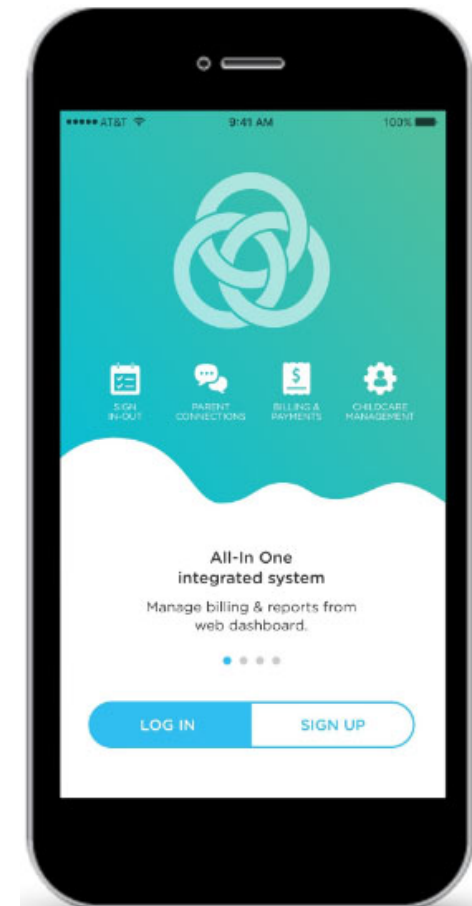 AT&T 9:41 AM 100%
SIGN PARENT BILLING & CHILDCARE
IN-OUT CONNECTIONS PAYMENTS MANAGEMENT
$
All-In One
integrated system
Manage billing & reports from
web dashboard.
LOG IN SIGN UP